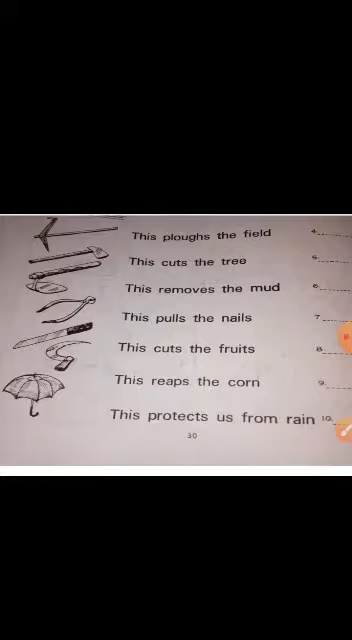 This ploughs the field 4.
This cuts the tree 5.
This removes the mud 6.
This pulls the nails 7.
This cuts the fruits 8.
This reaps the corn 9.
This protects us from rain 10.
30